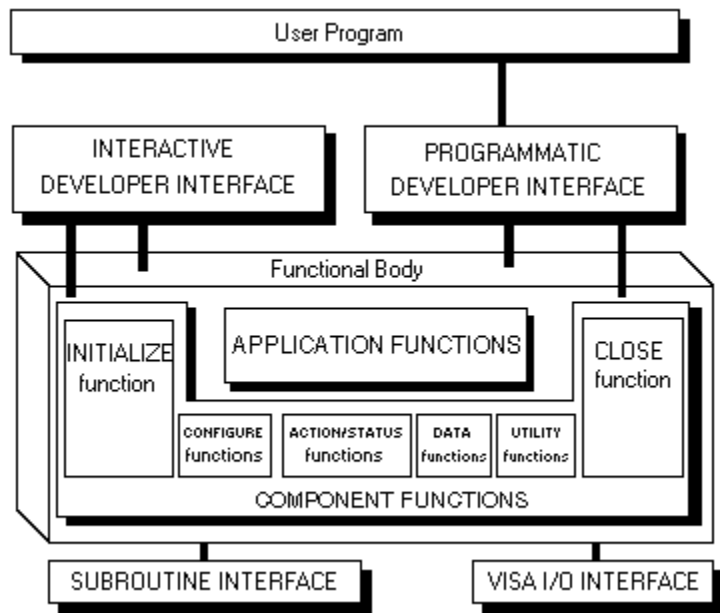 User Program
INTERACTIVE
DEVELOPER INTERFACE
PROGRAMMATIC
DEVELOPER INTERFACE
Functional Body
INITIALIZE
function
APPLICATION FUNCTIONS
CLOSE
function
CONFIGURE
functions
ACTION/STATUS
functions
DATA
functions
UTILITY
functions
COMPONENT FUNCTIONS
SUBROUTINE INTERFACE
VISA I/O INTERFACE